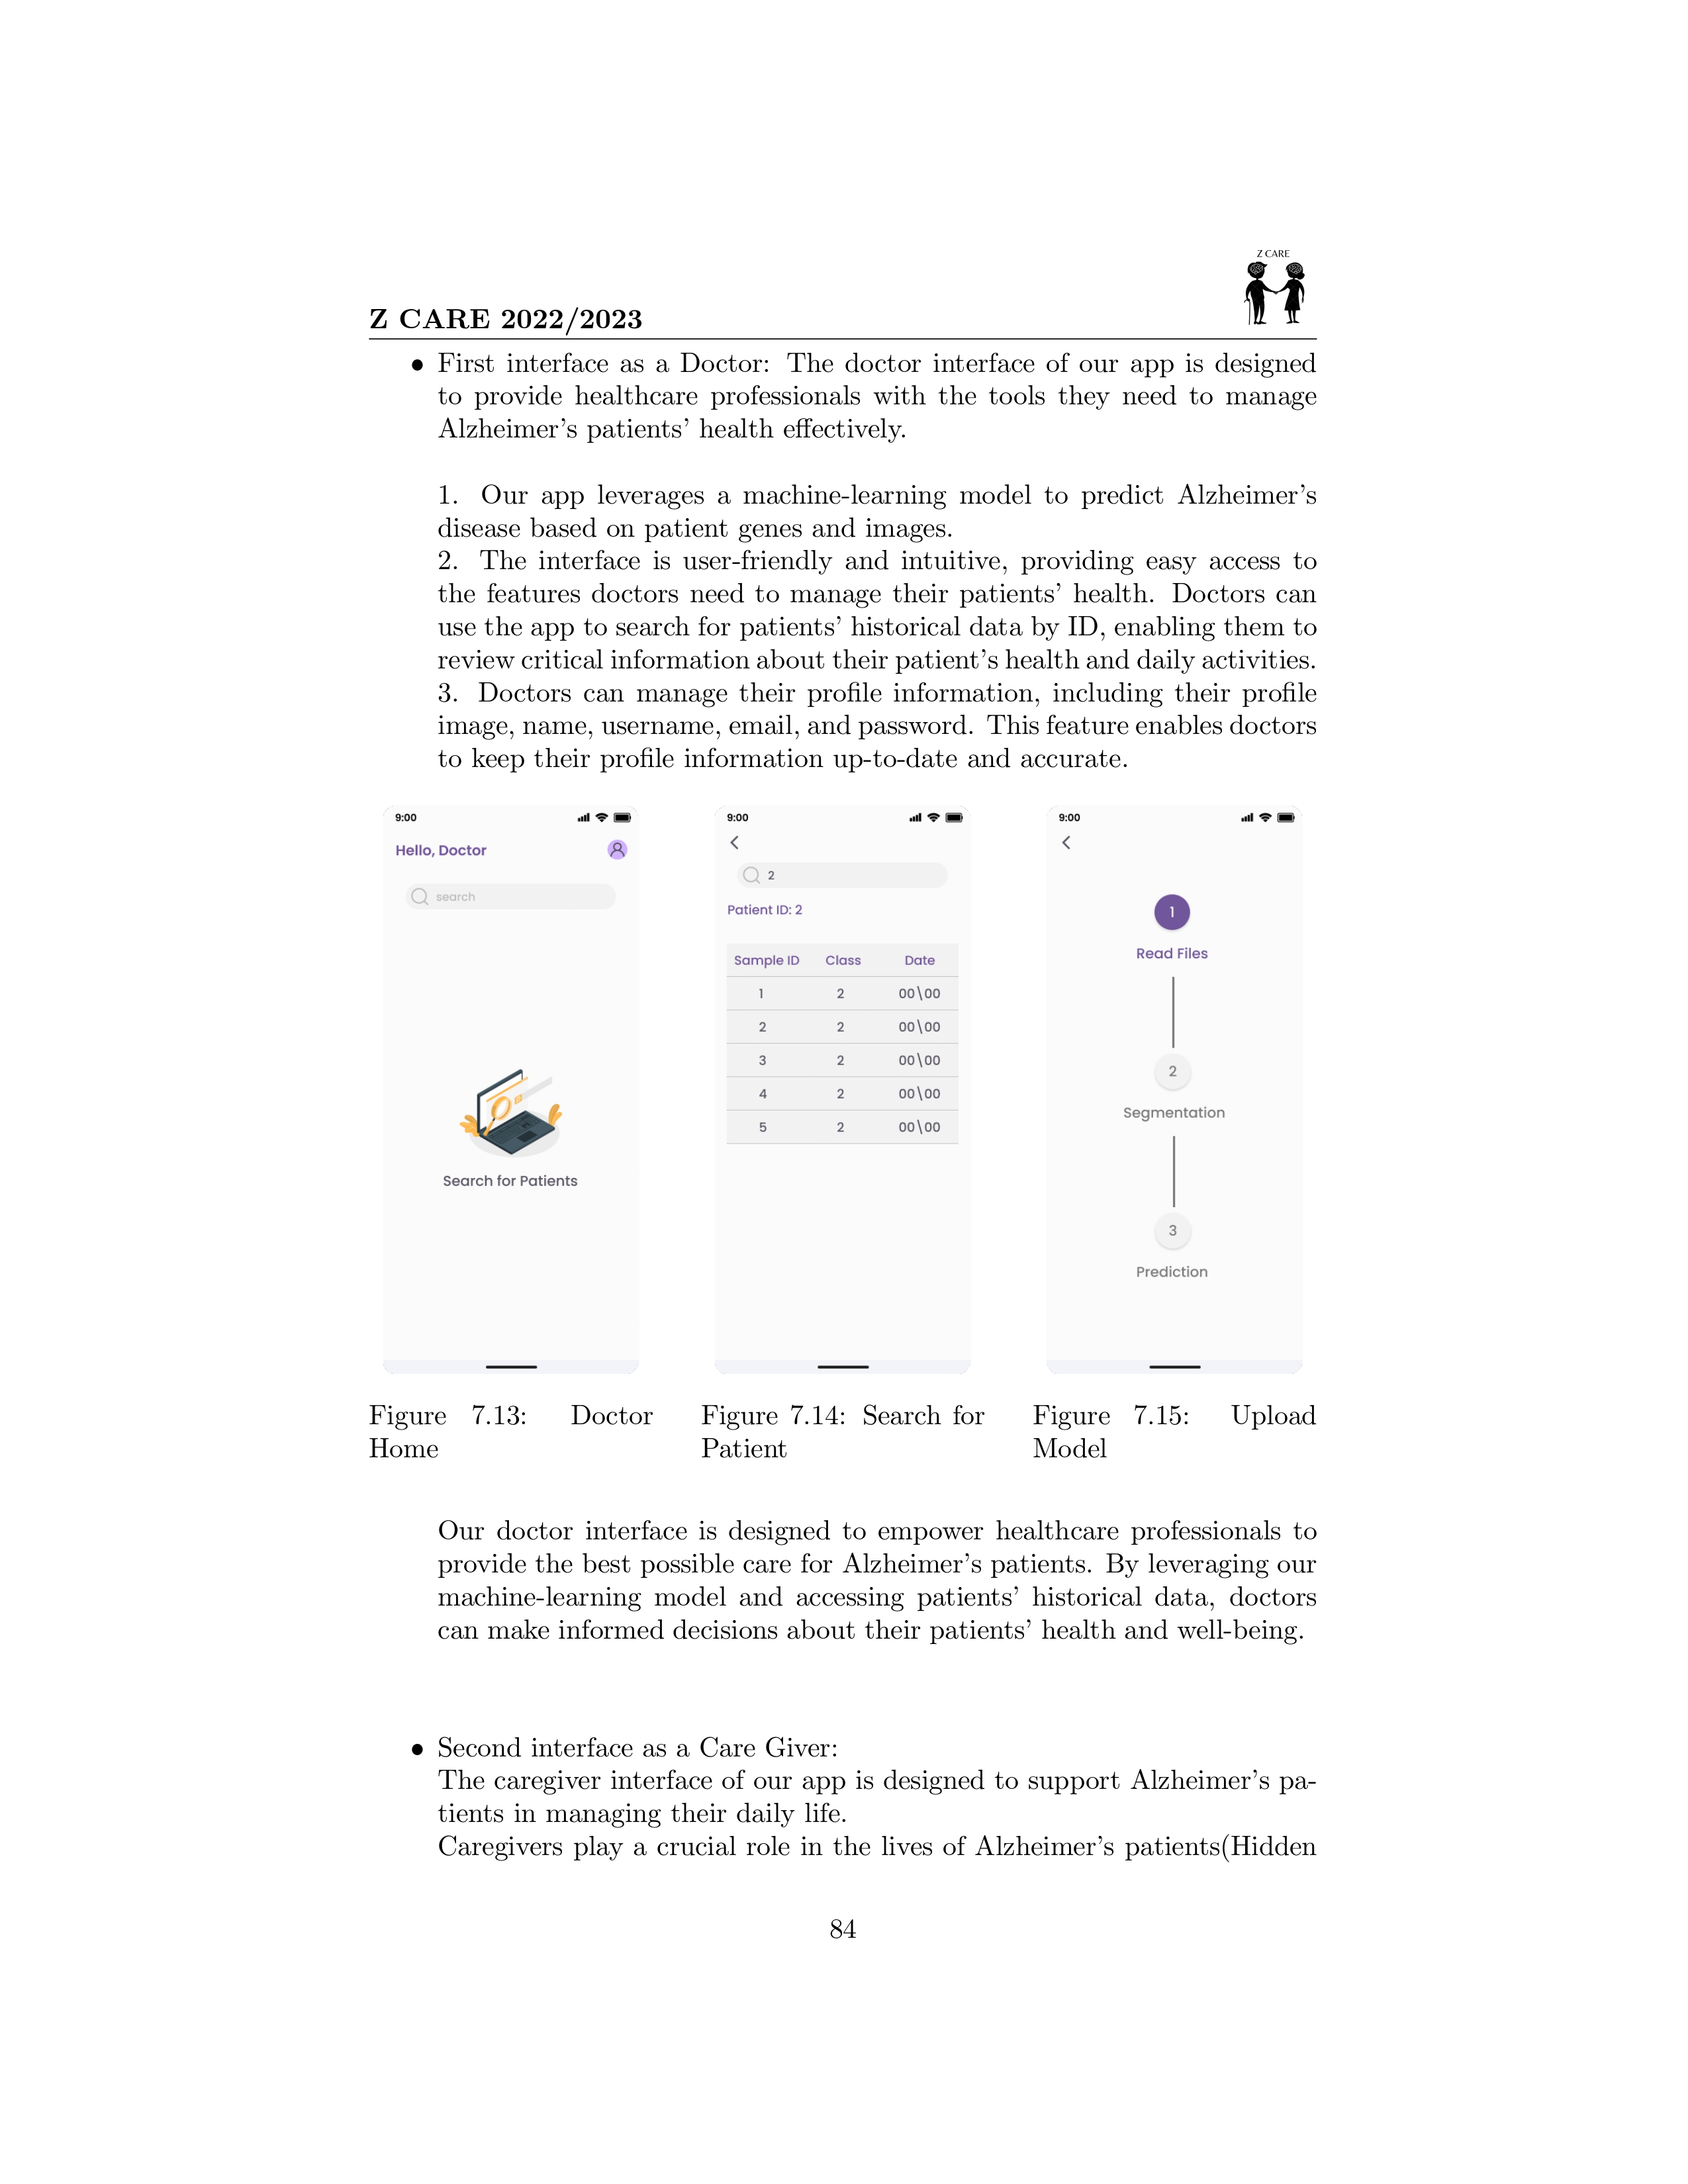 Z CARE
Z CARE 2022/2023
• First interface as a Doctor: The doctor interface of our app is designed
to provide healthcare professionals with the tools they need to manage
Alzheimer's patients' health effectively.
1. Our app leverages a machine-learning model to predict Alzheimer's
disease based on patient genes and images.
2. The interface is user-friendly and intuitive, providing easy access to
the features doctors need to manage their patients' health. Doctors can
use the app to search for patients' historical data by ID, enabling them to
review critical information about their patient's health and daily activities.
3. Doctors can manage their profile information, including their profile
image, name, username, email, and password. This feature enables doctors
to keep their profile information up-to-date and accurate.
9:00
Hello, Doctor
search
Search for Patients
Figure 7.13: Doctor
Home
9:00
2
Patient ID: 2
Sample ID Class Date
1 2 00\00
2 2 00\00
3 2 00\00
4 2 00\00
5 2 00\00
Figure 7.14: Search for
Patient
9:00
1
Read Files
2
Segmentation
3
Prediction
Figure 7.15: Upload
Model
Our doctor interface is designed to empower healthcare professionals to
provide the best possible care for Alzheimer's patients. By leveraging our
machine-learning model and accessing patients' historical data, doctors
can make informed decisions about their patients' health and well-being.
• Second interface as a Care Giver:
The caregiver interface of our app is designed to support Alzheimer's pa-
tients in managing their daily life.
Caregivers play a crucial role in the lives of Alzheimer's patients(Hidden
84